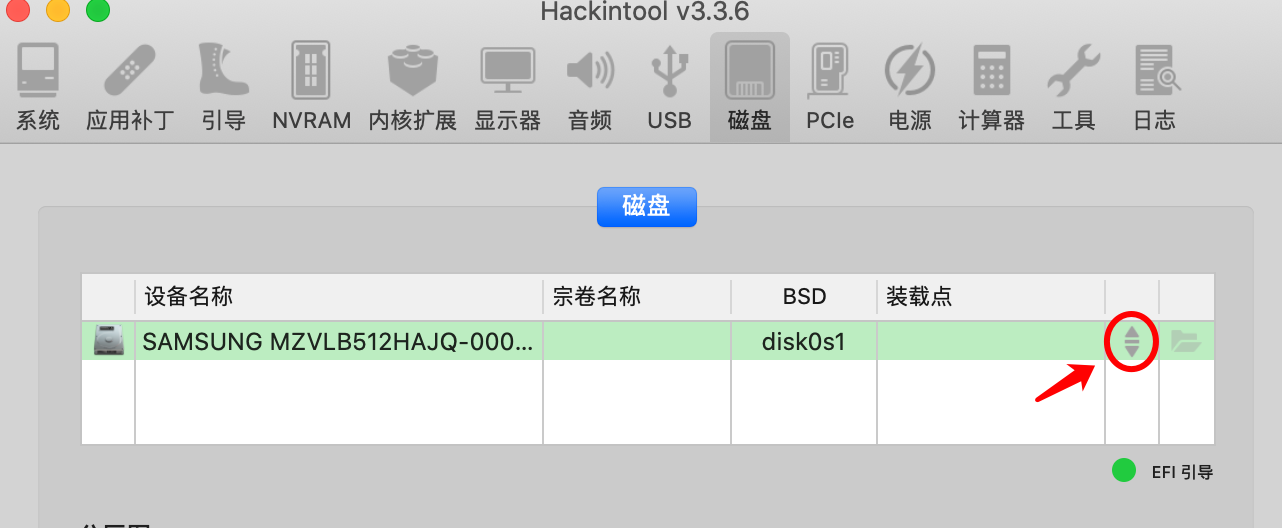 Hackintool v3.3.6
系统 应用补丁 引导 NVRAM 内核扩展 显示器 音频 USB 磁盘 PCIe 电源 计算器 工具 日志
磁盘
设备名称 宗卷名称 BSD 装载点
SAMSUNG MZVLB512HAJQ-000... disk0s1
EFI 引导